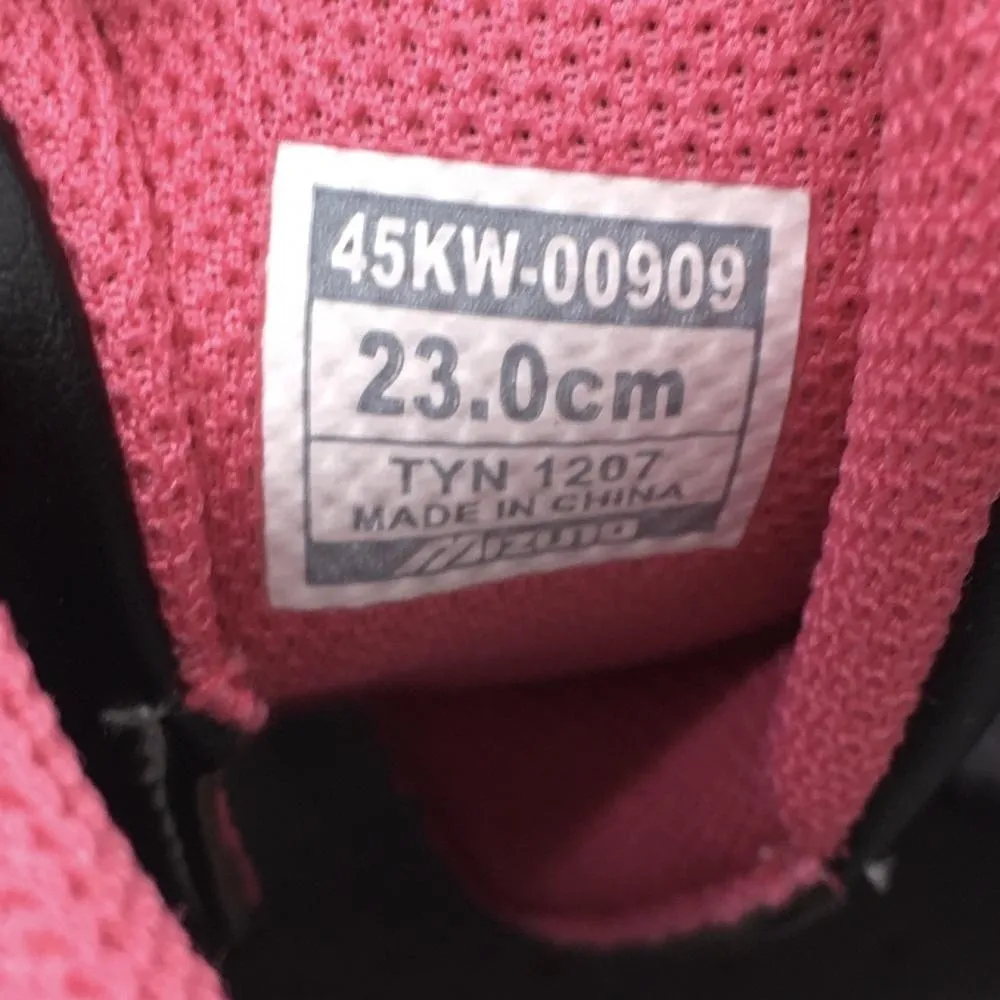 45KW-00909
23.0cm
TYN 1207
MADE IN CHINA
MIZUNO